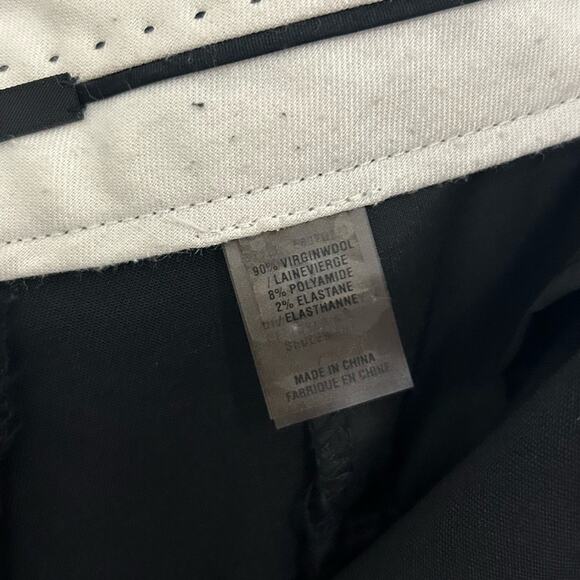 90% VIRGINWOOL
/ LAINEVIERGE
8% POLYAMIDE
2% ELASTANE
/ ELASTHANNE
MADE IN CHINA
FABRIQUE EN CHINE